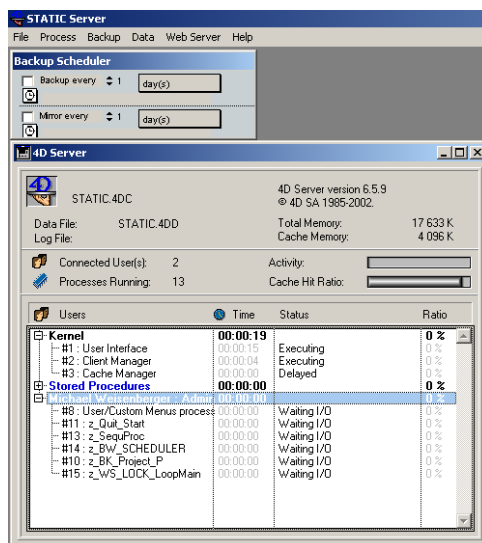 STATIC Server
File Process Backup Data Web Server Help
Backup Scheduler
Backup every 1 day(s)
Mirror every 1 day(s)
4D Server
4D
STATIC.4DC
4D Server version 6.5.9
© 4D SA 1985-2002.
Data File: STATIC.4DD
Total Memory: 17 633 K
Log File:
Cache Memory: 4 096 K
Connected User(s): 2 Activity:
Processes Running: 13 Cache Hit Ratio:
Users Time Status Ratio
Kernel 00:00:19 0 %
#1 : User Interface 00:00:15 Executing 0 %
#2 : Client Manager 00:00:04 Executing 0 %
#3 : Cache Manager 00:00:00 Delayed 0 %
Stored Procedures 00:00:00 0 %
Michael Weisenberger : Admir 00:00:00 0 %
#8 : User/Custom Menus process 00:00:00 Waiting I/O 0 %
#11 : z_Quit_Start 00:00:00 Waiting I/O 0 %
#13 : z_SequProc 00:00:00 Waiting I/O 0 %
#14 : z_BW_SCHEDULER 00:00:00 Waiting I/O 0 %
#10 : z_BK_Project_P 00:00:00 Waiting I/O 0 %
#15 : z_WS_LOCK_LoopMain 00:00:00 Waiting I/O 0 %